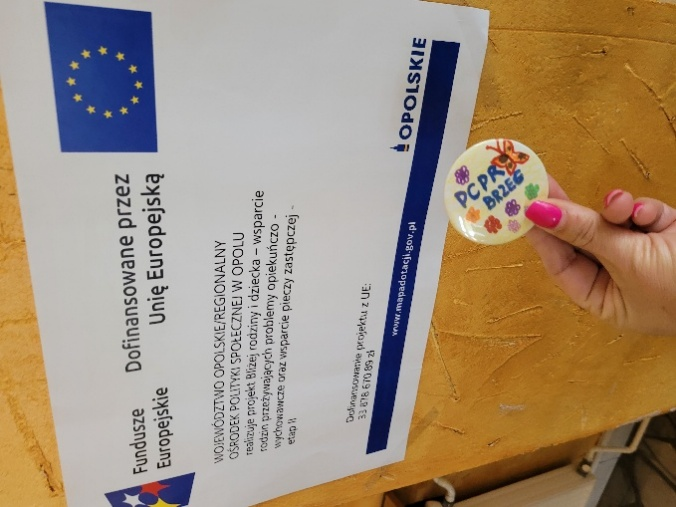 Fundusze
Europejskie
Dofinansowane przez
Unię Europejską
WOJEWÓDZTWO OPOLSKIE/REGIONALNY
OŚRODEK POLITYKI SPOŁECZNEJ W OPOLU
realizuje projekt Bliżej rodziny i dziecka – wsparcie
rodzin przeżywających problemy opiekuńczo -
wychowawcze oraz wsparcie pieczy zastępczej -
etap II
Dofinansowanie projektu z UE:
33 878 670,89 zł
www.mapadotacji.gov.pl
OPOLSKIE
PCPR
BRZEG